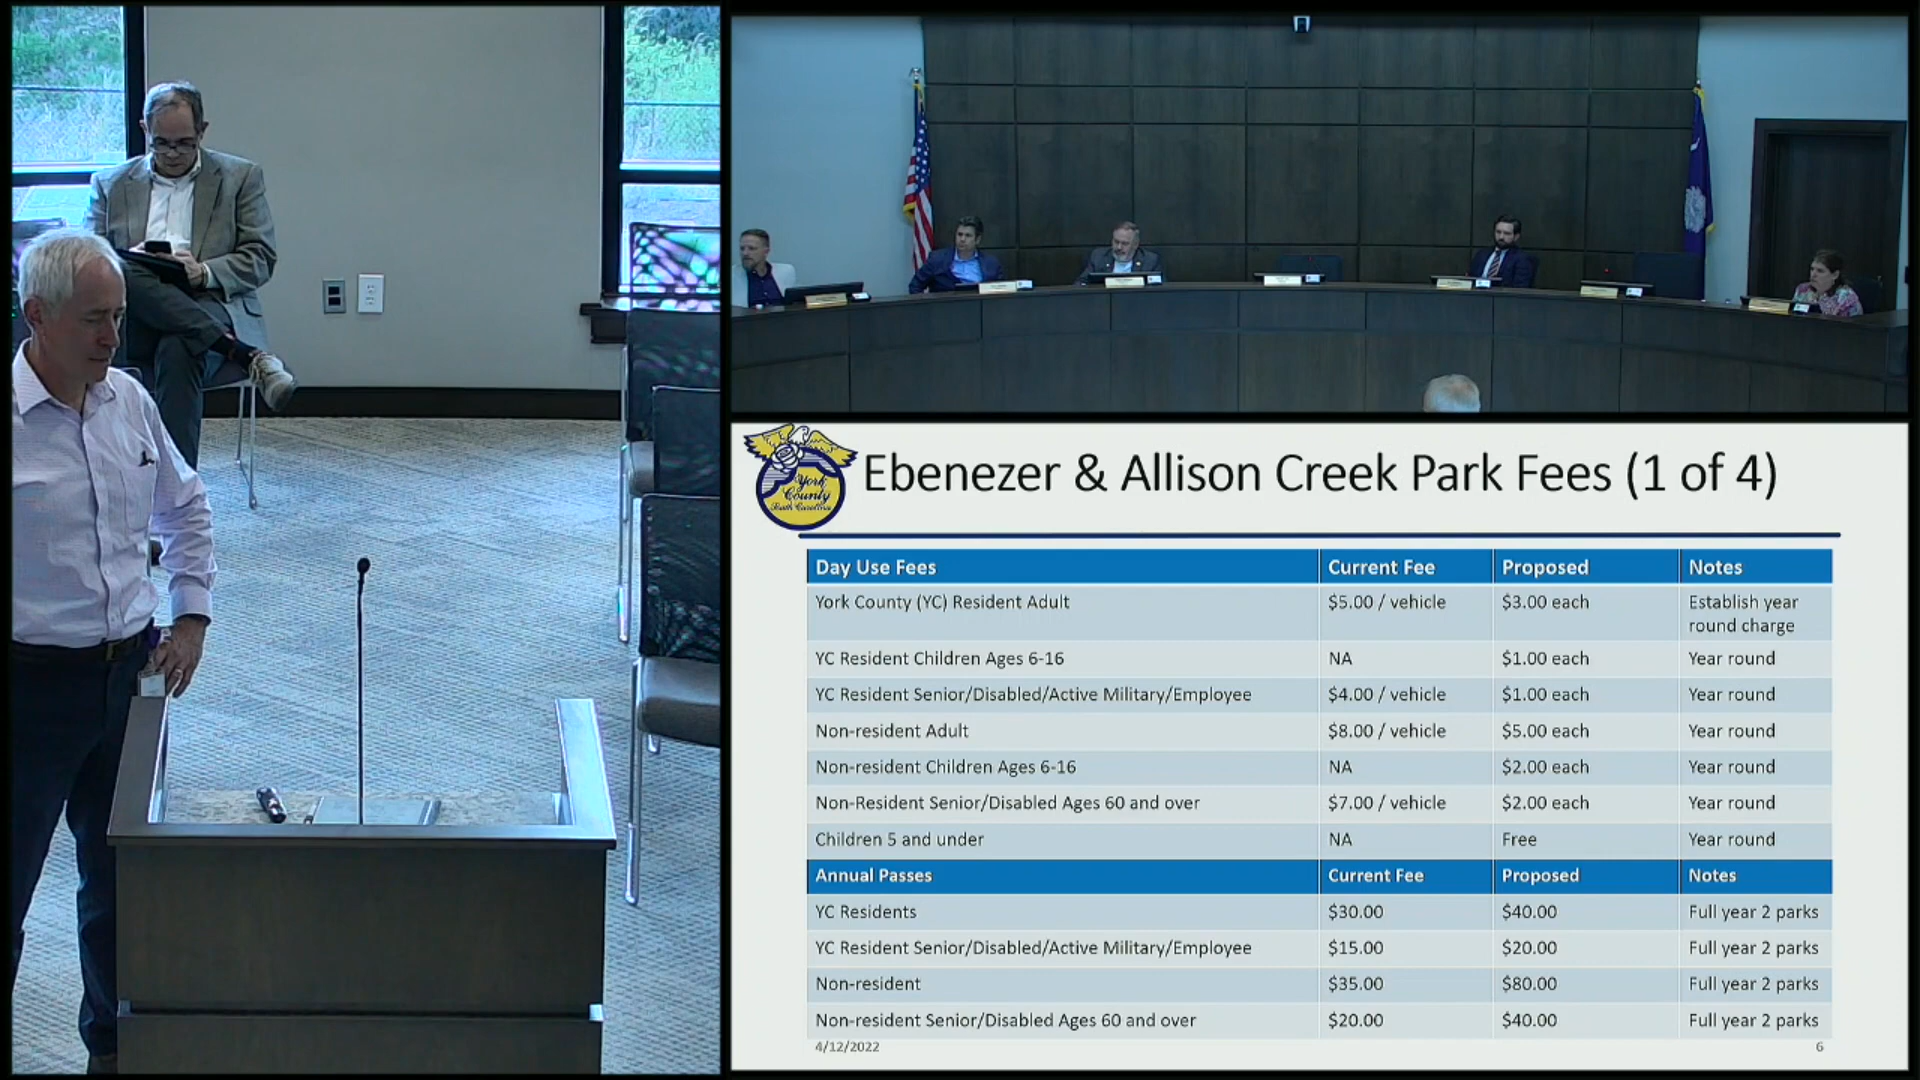 York
County
South Carolina
Ebenezer & Allison Creek Park Fees (1 of 4)
Day Use Fees Current Fee Proposed Notes
York County (YC) Resident Adult $5.00 / vehicle $3.00 each Establish year
round charge
YC Resident Children Ages 6-16 NA $1.00 each Year round
YC Resident Senior/Disabled/Active Military/Employee $4.00 / vehicle $1.00 each Year round
Non-resident Adult $8.00 / vehicle $5.00 each Year round
Non-resident Children Ages 6-16 NA $2.00 each Year round
Non-Resident Senior/Disabled Ages 60 and over $7.00 / vehicle $2.00 each Year round
Children 5 and under NA Free Year round
Annual Passes Current Fee Proposed Notes
YC Residents $30.00 $40.00 Full year 2 parks
YC Resident Senior/Disabled/Active Military/Employee $15.00 $20.00 Full year 2 parks
Non-resident $35.00 $80.00 Full year 2 parks
Non-resident Senior/Disabled Ages 60 and over $20.00 $40.00 Full year 2 parks
4/12/2022 6